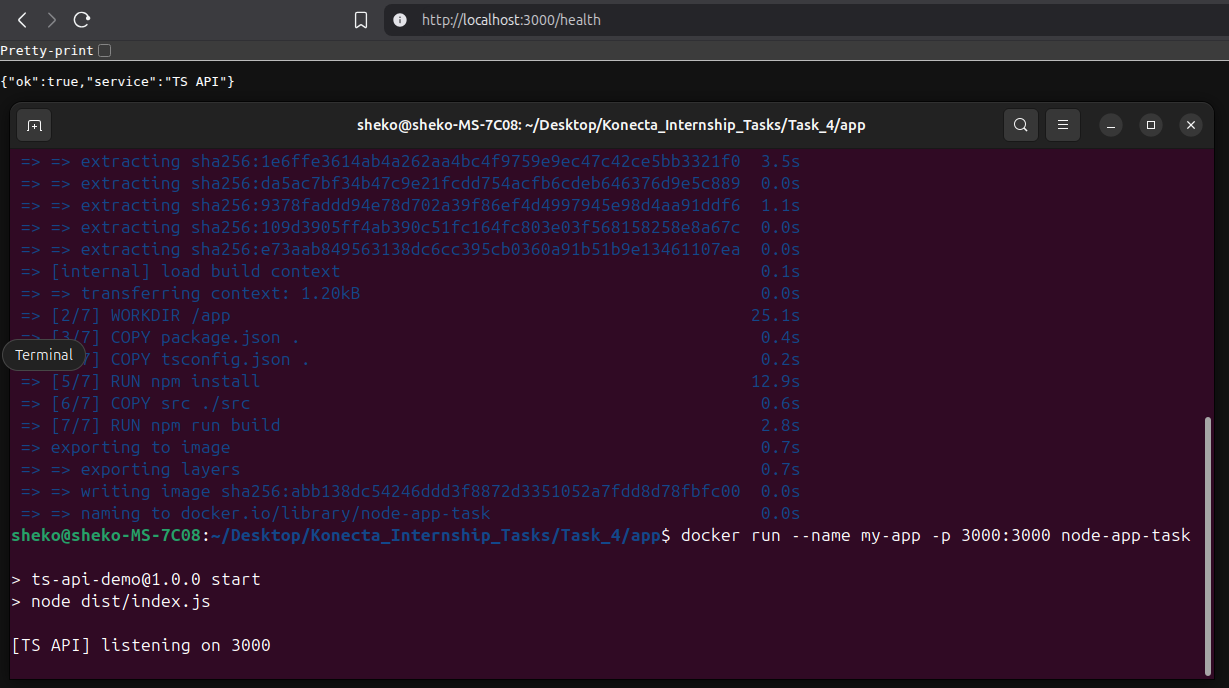 http://localhost:3000/health
Pretty-print
{"ok":true,"service":"TS API"}
sheko@sheko-MS-7C08: ~/Desktop/Konecta_Internship_Tasks/Task_4/app
=> => extracting sha256:1e6ffe3614ab4a262aa4bc4f9759e9ec47c42ce5bb3321f0 3.5s
=> => extracting sha256:da5ac7bf34b47c9e21fcdd754acfb6cdeb646376d9e5c889 0.0s
=> => extracting sha256:9378faddd94e78d702a39f86ef4d4997945e98d4aa91ddf6 1.1s
=> => extracting sha256:109d3905ff4ab390c51fc164fc803e03f568158258e8a67c 0.0s
=> => extracting sha256:e73aab849563138dc6cc395cb0360a91b51b9e13461107ea 0.0s
=> [internal] load build context 0.1s
=> => transferring context: 1.20kB 0.0s
=> [2/7] WORKDIR /app 25.1s
=> [3/7] COPY package.json . 0.4s
Terminal
/7] COPY tsconfig.json . 0.2s
=> [5/7] RUN npm install 12.9s
=> [6/7] COPY src ./src 0.6s
=> [7/7] RUN npm run build 2.8s
=> exporting to image 0.7s
=> => exporting layers 0.7s
=> => writing image sha256:abb138dc54246ddd3f8872d3351052a7fdd8d78fbfc00 0.0s
=> => naming to docker.io/library/node-app-task 0.0s
sheko@sheko-MS-7C08:~/Desktop/Konecta_Internship_Tasks/Task_4/app$ docker run --name my-app -p 3000:3000 node-app-task
> ts-api-demo@1.0.0 start
> node dist/index.js
[TS API] listening on 3000